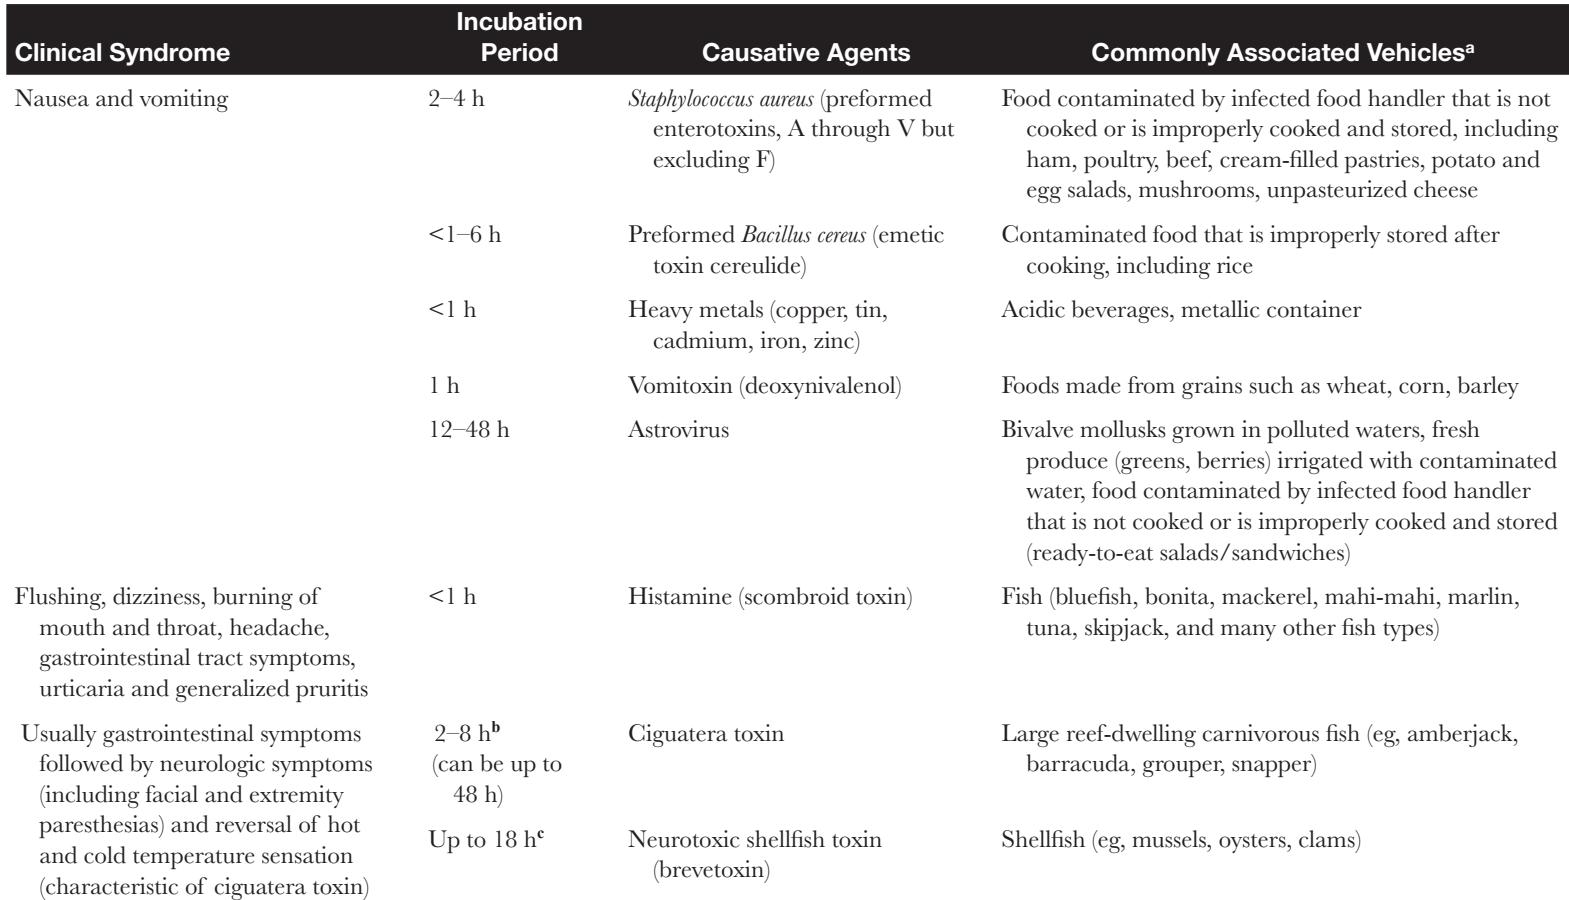 Clinical Syndrome
Incubation
Period
Causative Agents
Commonly Associated Vehiclesa
Nausea and vomiting
2–4 h
Staphylococcus aureus (preformed
enterotoxins, A through V but
excluding F)
Food contaminated by infected food handler that is not
cooked or is improperly cooked and stored, including
ham, poultry, beef, cream-filled pastries, potato and
egg salads, mushrooms, unpasteurized cheese
<1–6 h
Preformed Bacillus cereus (emetic
toxin cereulide)
Contaminated food that is improperly stored after
cooking, including rice
<1 h
Heavy metals (copper, tin,
cadmium, iron, zinc)
Acidic beverages, metallic container
1 h
Vomitoxin (deoxynivalenol)
Foods made from grains such as wheat, corn, barley
12–48 h
Astrovirus
Bivalve mollusks grown in polluted waters, fresh
produce (greens, berries) irrigated with contaminated
water, food contaminated by infected food handler
that is not cooked or is improperly cooked and stored
(ready-to-eat salads/sandwiches)
Flushing, dizziness, burning of
mouth and throat, headache,
gastrointestinal tract symptoms,
urticaria and generalized pruritis
<1 h
Histamine (scombroid toxin)
Fish (bluefish, bonita, mackerel, mahi-mahi, marlin,
tuna, skipjack, and many other fish types)
Usually gastrointestinal symptoms
followed by neurologic symptoms
(including facial and extremity
paresthesias) and reversal of hot
and cold temperature sensation
(characteristic of ciguatera toxin)
2–8 hb
(can be up to
48 h)
Ciguatera toxin
Large reef-dwelling carnivorous fish (eg, amberjack,
barracuda, grouper, snapper)
Up to 18 hc
Neurotoxic shellfish toxin
(brevetoxin)
Shellfish (eg, mussels, oysters, clams)